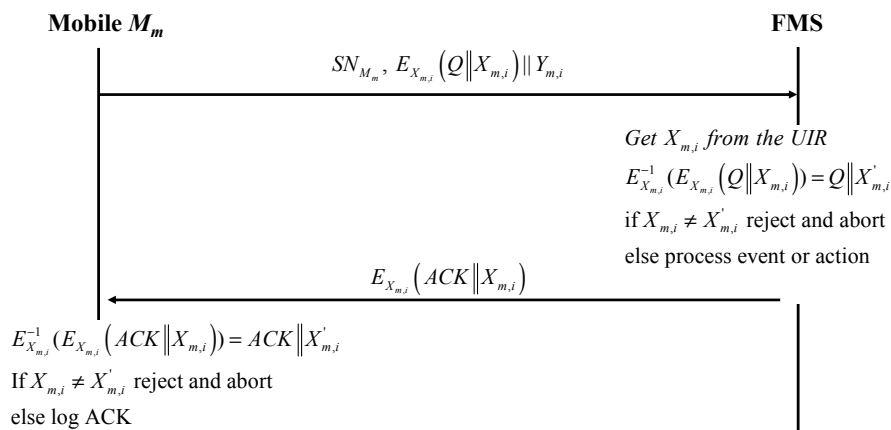 Mobile Mₘ FMS
SN_{M_m}, E_{X_{m,i}}(Q‖X_{m,i})||Y_{m,i}
Get X_{m,i} from the UIR
E^{-1}_{X_{m,i}}(E_{X_{m,i}}(Q‖X_{m,i}))=Q‖X'_{m,i}
if X_{m,i} ≠ X'_{m,i} reject and abort
else process event or action
E_{X_{m,i}}(ACK‖X_{m,i})
E^{-1}_{X_{m,i}}(E_{X_{m,i}}(ACK‖X_{m,i}))=ACK‖X'_{m,i}
If X_{m,i} ≠ X'_{m,i} reject and abort
else log ACK